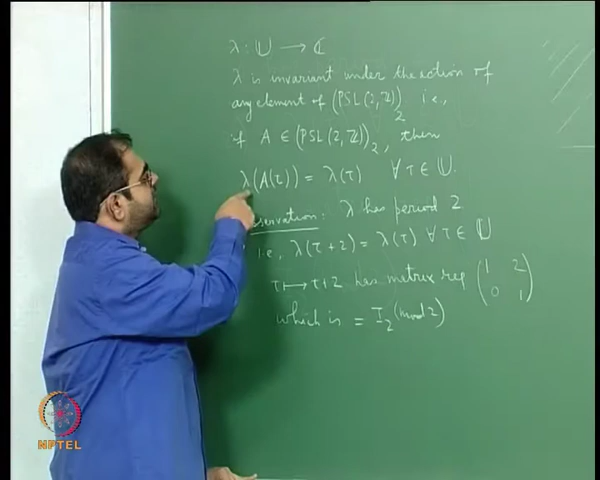 λ : 𝕌 → ℂ
λ is invariant under the action of
any element of (PSL(2,ℤ))₂ i.e.,
if A ∈ (PSL(2,ℤ))₂, then
λ(A(τ)) = λ(τ) ∀ τ ∈ 𝕌.
servation: λ has period 2
i.e, λ(τ+2) = λ(τ) ∀ τ ∈ 𝕌
τ ↦ τ+2 has matrix rep (1 2
0 1)
which is = I₂ (mod 2)
NPTEL